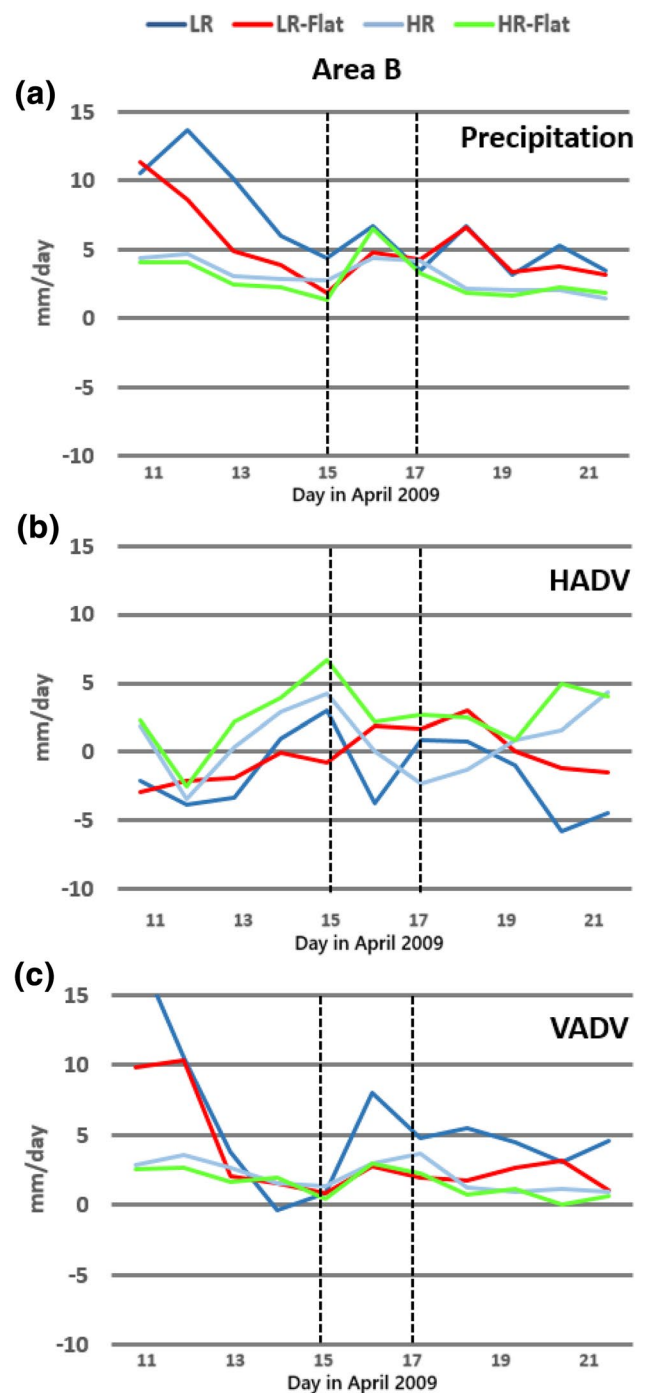 LR LR-Flat HR HR-Flat
Area B
(a)
Precipitation
15
10
5
0
-5
-10
mm/day
11 13 15 17 19 21
Day in April 2009
(b)
HADV
15
10
5
0
-5
-10
mm/day
11 13 15 17 19 21
Day in April 2009
(c)
VADV
15
10
5
0
-5
-10
mm/day
11 13 15 17 19 21
Day in April 2009